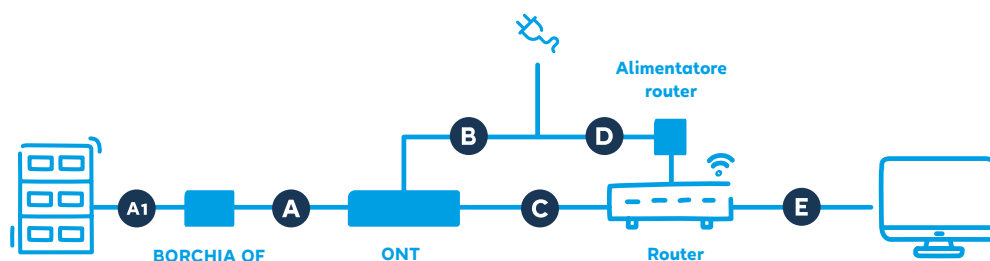 Alimentatore
router
B
D
A1
A
C
E
BORCHIA OF
ONT
Router